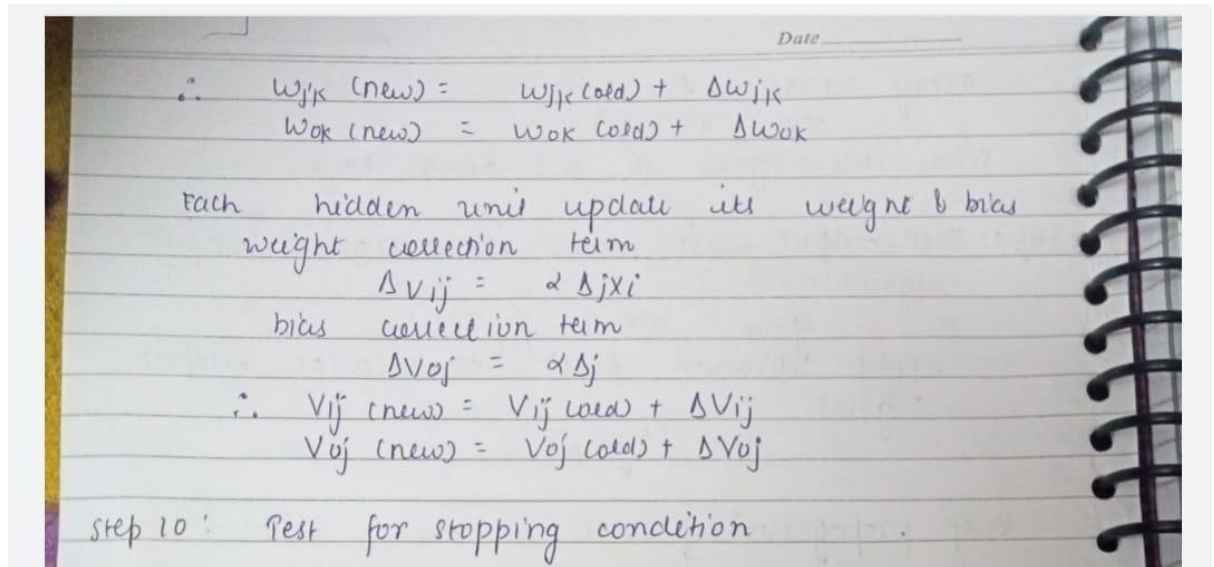 Date
∴ Wjk (new) = Wjk (old) + ΔWjk
Wok (new) = Wok (old) + ΔWok
Each hidden unit update its weight & bias
weight correction term
ΔVij = α Δjxi
bias correction term
ΔVoj = α Δj
∴ Vij (new) = Vij (old) + ΔVij
Voj (new) = Voj (old) + ΔVoj
Step 10: Test for stopping condition